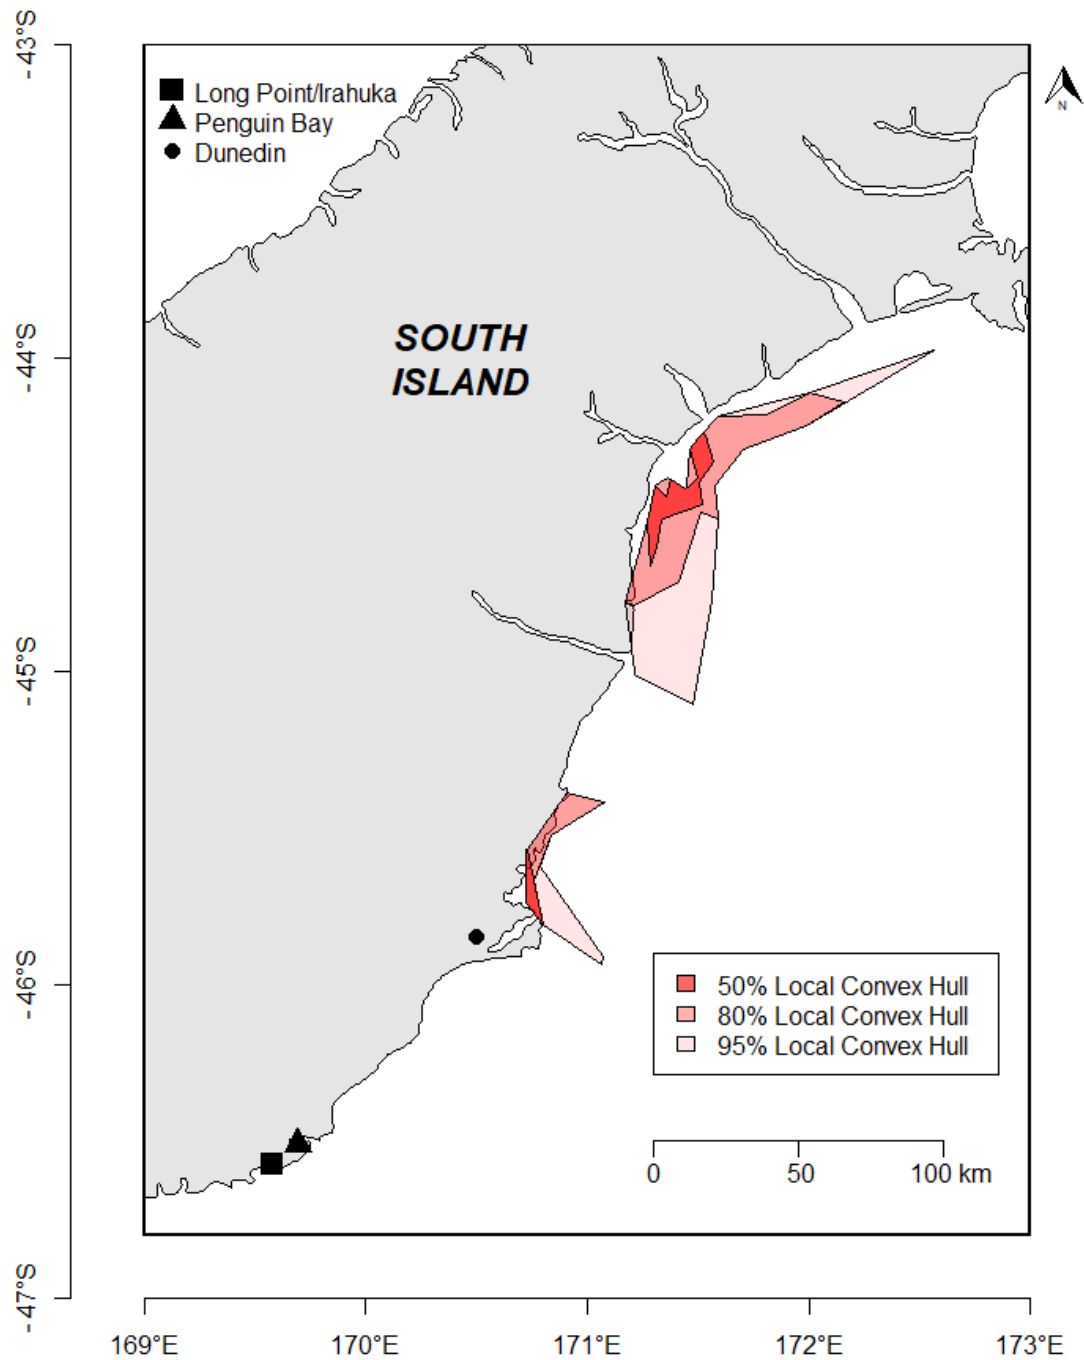 -43°S
Long Point/Irahuka
Penguin Bay
Dunedin
N
SOUTH
ISLAND
-44°S
-45°S
-46°S
50% Local Convex Hull
80% Local Convex Hull
95% Local Convex Hull
0 50 100 km
-47°S
169°E 170°E 171°E 172°E 173°E